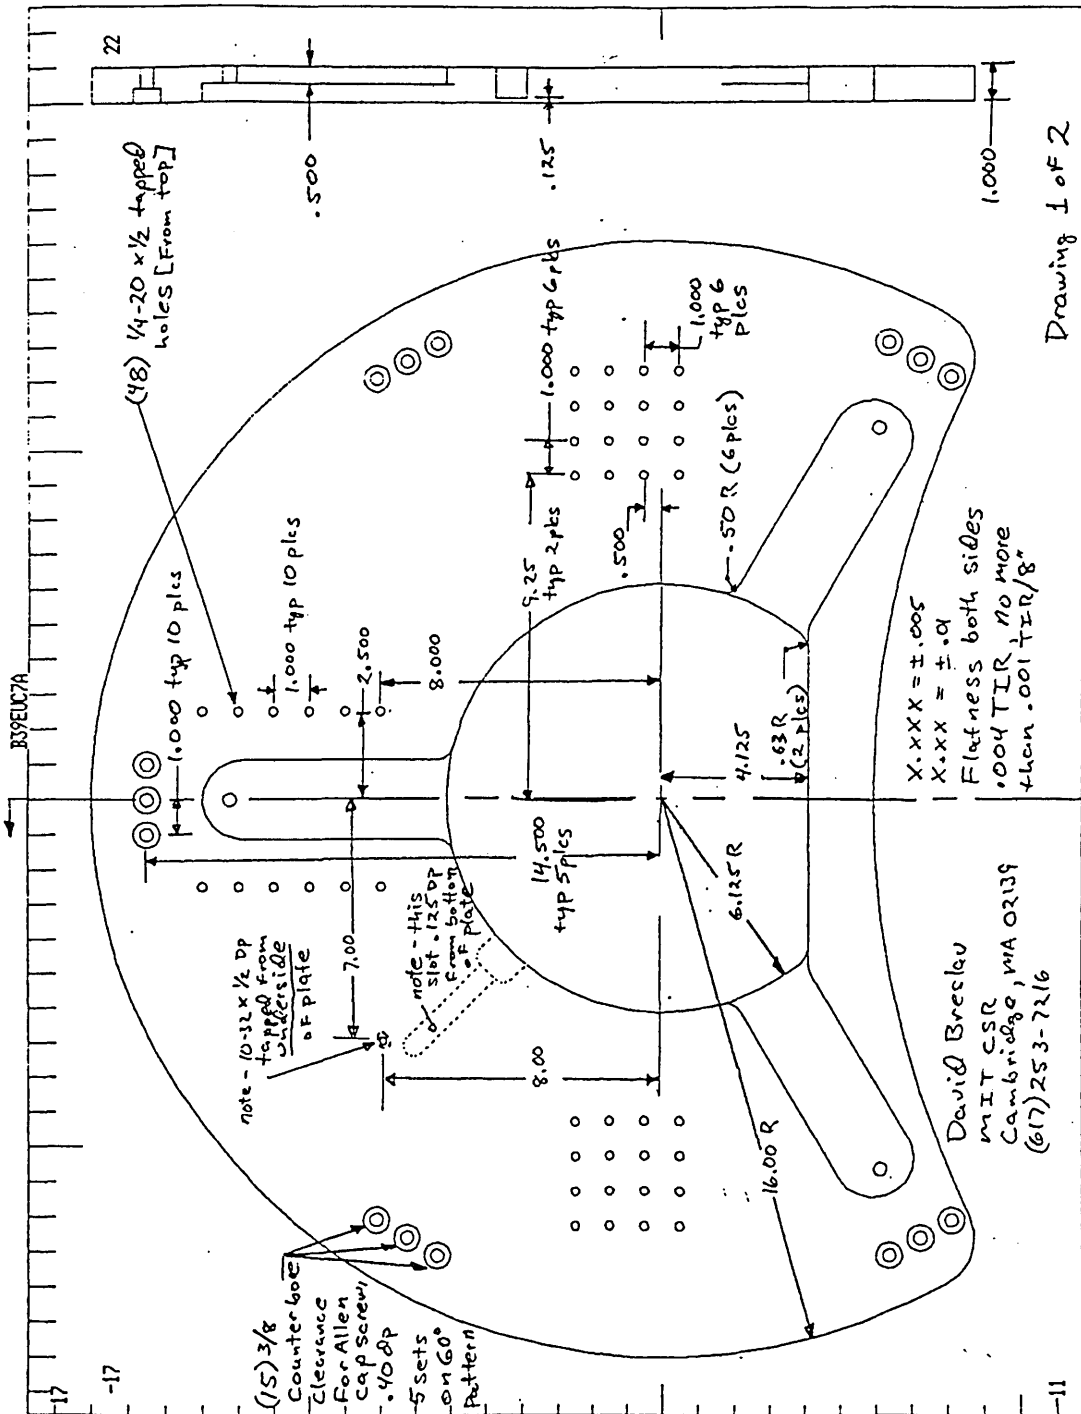 B39EUC7A
17
-17
22
-11
(48) 1/4-20 x 1/2 tapped
holes [From top]
.500
.125
1.000
1.000 typ 10 plcs
1.000 typ 10 plcs
2.500
8.000
1.000 typ 6 plcs
1.000
typ 6
plcs
9.25
typ 2 plcs
.500
.50 R (6 plcs)
14.500
typ 5 plcs
7.00
note - 10-32 x 1/2 DP
tapped from
underside
of plate
note - this
slot .125 DP
from bottom
of plate
8.00
4.125
.63 R
(2 plcs)
6.125 R
16.00 R
(15) 3/8
Counter bore
Clearance
For Allen
cap screw,
.40 dp
5 sets
on 60°
pattern
X.XXX = ±.005
X.XX = ±.01
Flatness both sides
.004 TIR, no more
than .001 TIR/8"
David Breslau
MIT CSR
Cambridge, MA 02139
(617) 253-7216
Drawing 1 of 2